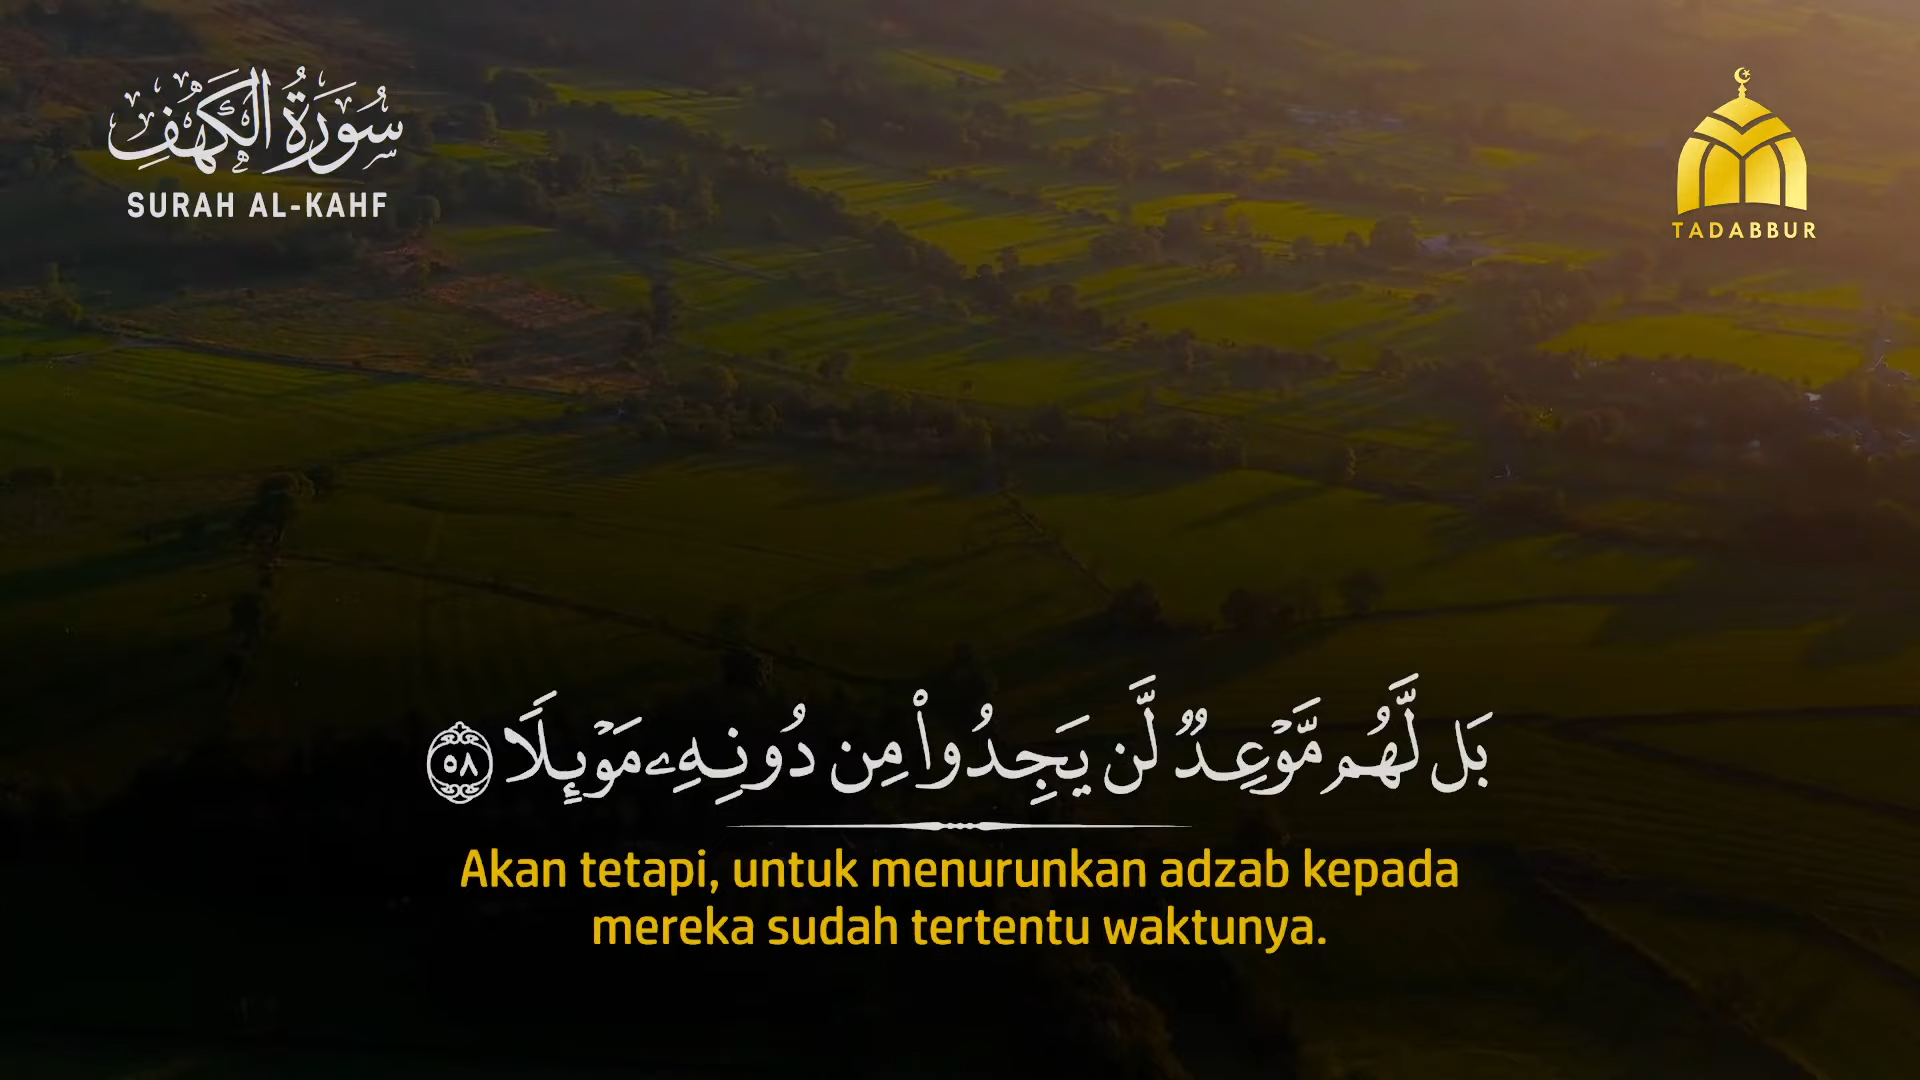 سُورَةُ الكَهْفِ
SURAH AL-KAHF
TADABBUR
بَل لَّهُم مَّوْعِدٌ لَّن يَجِدُوا۟ مِن دُونِهِۦ مَوْئِلًا ٥٨
Akan tetapi, untuk menurunkan adzab kepada
mereka sudah tertentu waktunya.